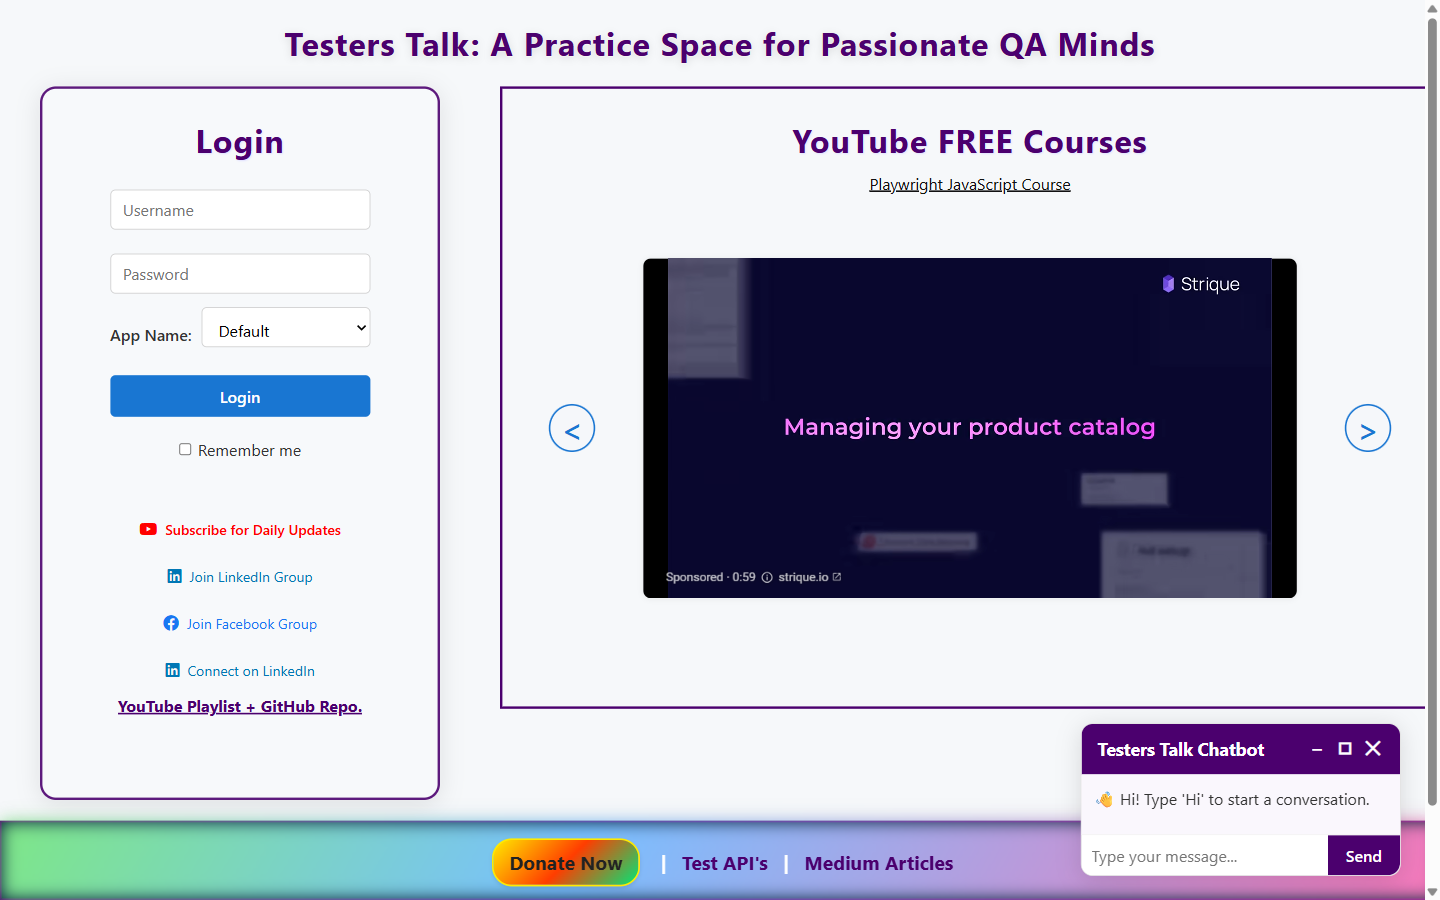 Testers Talk: A Practice Space for Passionate QA Minds
Login
Username
Password
App Name:
Default
Login
Remember me
Subscribe for Daily Updates
Join LinkedIn Group
Join Facebook Group
Connect on LinkedIn
YouTube Playlist + GitHub Repo.
YouTube FREE Courses
Playwright JavaScript Course
<
>
Strique
Managing your product catalog
Sponsored · 0:59 strique.io
Testers Talk Chatbot
👋 Hi! Type 'Hi' to start a conversation.
Type your message...
Send
Donate Now | Test API's | Medium Articles